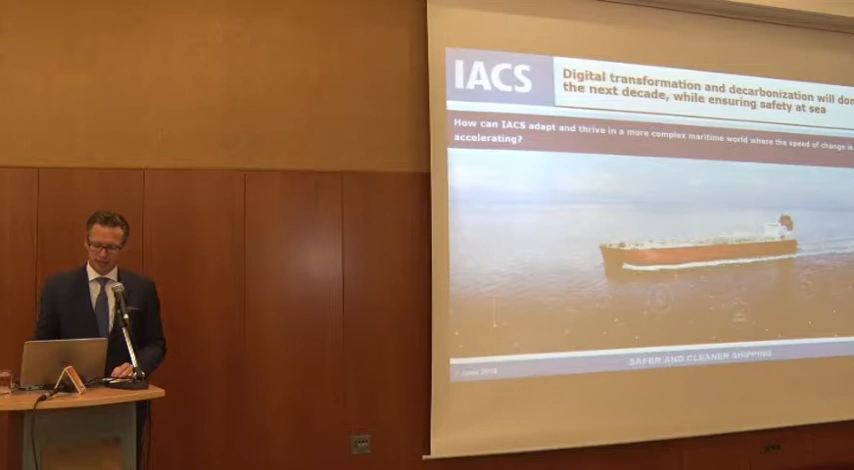 IACS
Digital transformation and decarbonization will
the next decade, while ensuring safety at sea
How can IACS adapt and thrive in a more complex maritime world where the speed of change is
accelerating?
SAFER AND CLEANER SHIPPING